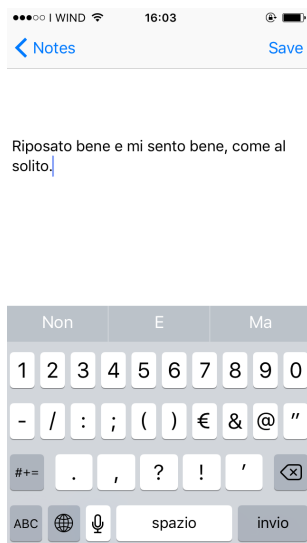 ●●●○○ I WIND 16:03
Notes Save
Riposato bene e mi sento bene, come al
solito.
Non E Ma
1 2 3 4 5 6 7 8 9 0
- / : ; ( ) € & @ "
#+= . , ? ! '
ABC spazio invio